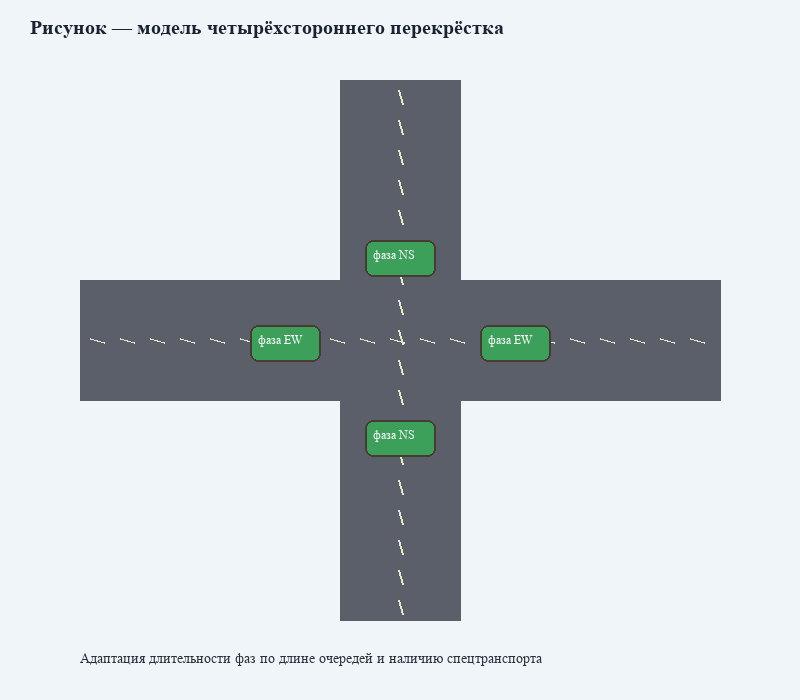 Рисунок — модель четырёхстороннего перекрёстка
фаза NS
фаза EW
фаза EW
фаза NS
Адаптация длительности фаз по длине очередей и наличию спецтранспорта